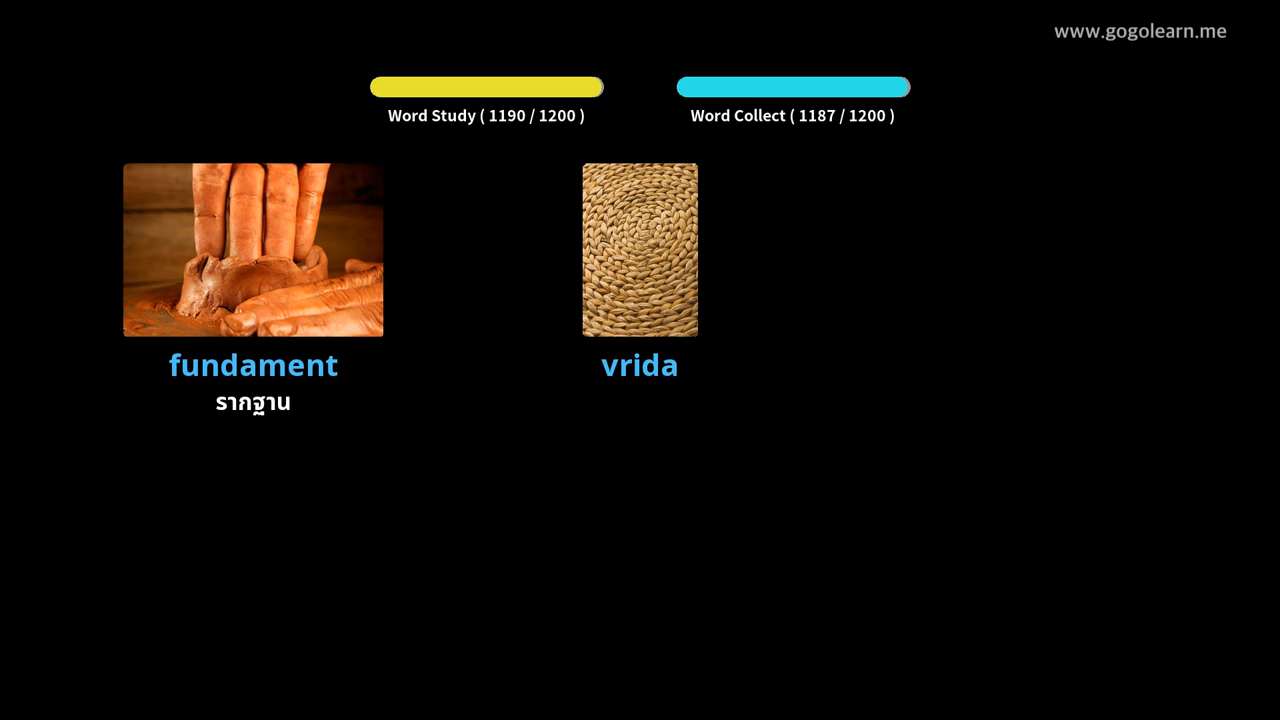 www.gogolearn.me
Word Study ( 1190 / 1200 )
Word Collect ( 1187 / 1200 )
fundament
รากฐาน
vrida